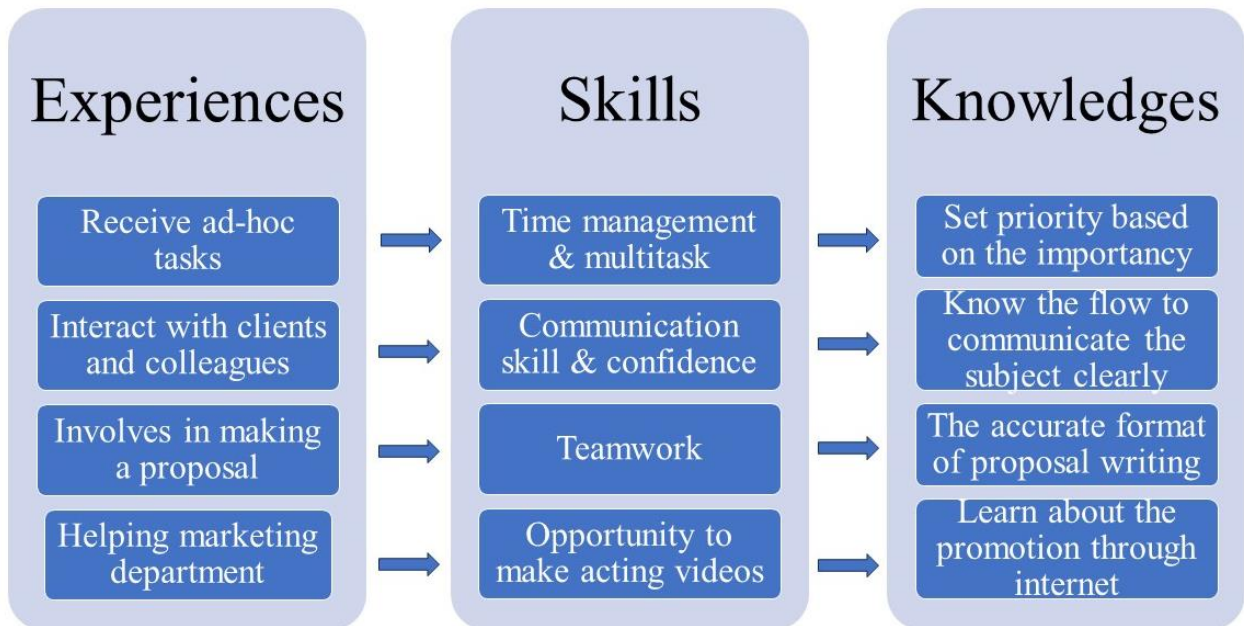 Experiences
Receive ad-hoc
tasks
Interact with clients
and colleagues
Involves in making
a proposal
Helping marketing
department
Skills
Time management
& multitask
Communication
skill & confidence
Teamwork
Opportunity to
make acting videos
Knowledges
Set priority based
on the importancy
Know the flow to
communicate the
subject clearly
The accurate format
of proposal writing
Learn about the
promotion through
internet